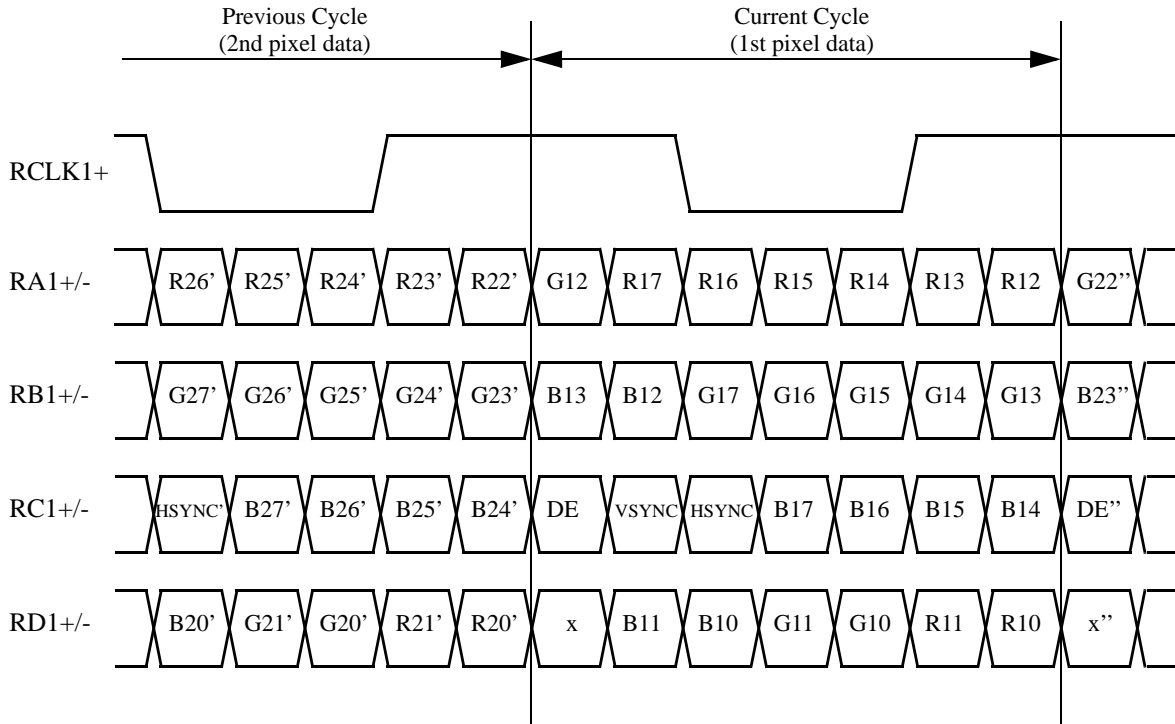 Previous Cycle
(2nd pixel data)
Current Cycle
(1st pixel data)
RCLK1+
RA1+/- R26’ R25’ R24’ R23’ R22’ G12 R17 R16 R15 R14 R13 R12 G22’’
RB1+/- G27’ G26’ G25’ G24’ G23’ B13 B12 G17 G16 G15 G14 G13 B23’’
RC1+/- HSYNC’ B27’ B26’ B25’ B24’ DE VSYNC HSYNC B17 B16 B15 B14 DE’’
RD1+/- B20’ G21’ G20’ R21’ R20’ x B11 B10 G11 G10 R11 R10 x’’